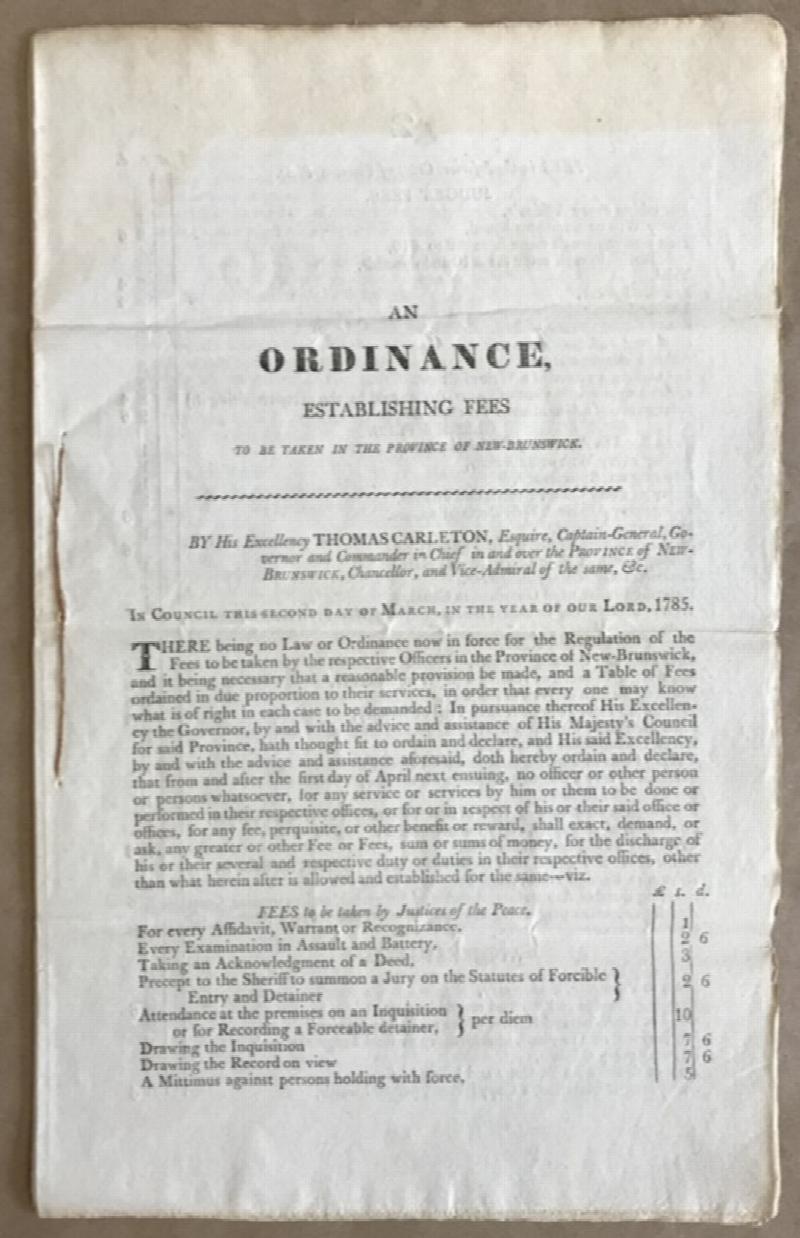 AN
ORDINANCE,
ESTABLISHING FEES
TO BE TAKEN IN THE PROVINCE OF NEW-BRUNSWICK.
BY His Excellency THOMAS CARLETON, Esquire, Captain-General, Go-
vernor and Commander in Chief in and over the PROVINCE of NEW-
BRUNSWICK, Chancellor, and Vice-Admiral of the same, &c.
IN COUNCIL THIS SECOND DAY OF MARCH, IN THE YEAR OF OUR LORD, 1785.
THERE being no Law or Ordinance now in force for the Regulation of the
Fees to be taken by the respective Officers in the Province of New-Brunswick,
and it being necessary that a reasonable provision be made, and a Table of Fees
ordained in due proportion to their services, in order that every one may know
what is of right in each case to be demanded: In pursuance thereof His Excellen-
cy the Governor, by and with the advice and assistance of His Majesty's Council
for said Province, hath thought fit to ordain and declare, and His said Excellency,
by and with the advice and assistance aforesaid, doth hereby ordain and declare,
that from and after the first day of April next ensuing, no officer or other person
or persons whatsoever, for any service or services by him or them to be done or
performed in their respective offices, or for or in respect of his or their said office or
offices, for any fee, perquisite, or other benefit or reward, shall exact, demand, or
ask, any greater or other Fee or Fees, sum or sums of money, for the discharge of
his or their several and respective duty or duties in their respective offices, other
than what herein after is allowed and established for the same—viz.
£ s. d.
FEES to be taken by Justices of the Peace.
For every Affidavit, Warrant or Recognizance, 1
Every Examination in Assault and Battery, 2 6
Taking an Acknowledgment of a Deed, 3
Precept to the Sheriff to summon a Jury on the Statutes of Forcible } 2 6
Entry and Detainer
Attendance at the premises on an Inquisition } per diem 10
or for Recording a Forceable detainer,
Drawing the Inquisition 7 6
Drawing the Record on view 7 6
A Mittimus against persons holding with force, 5